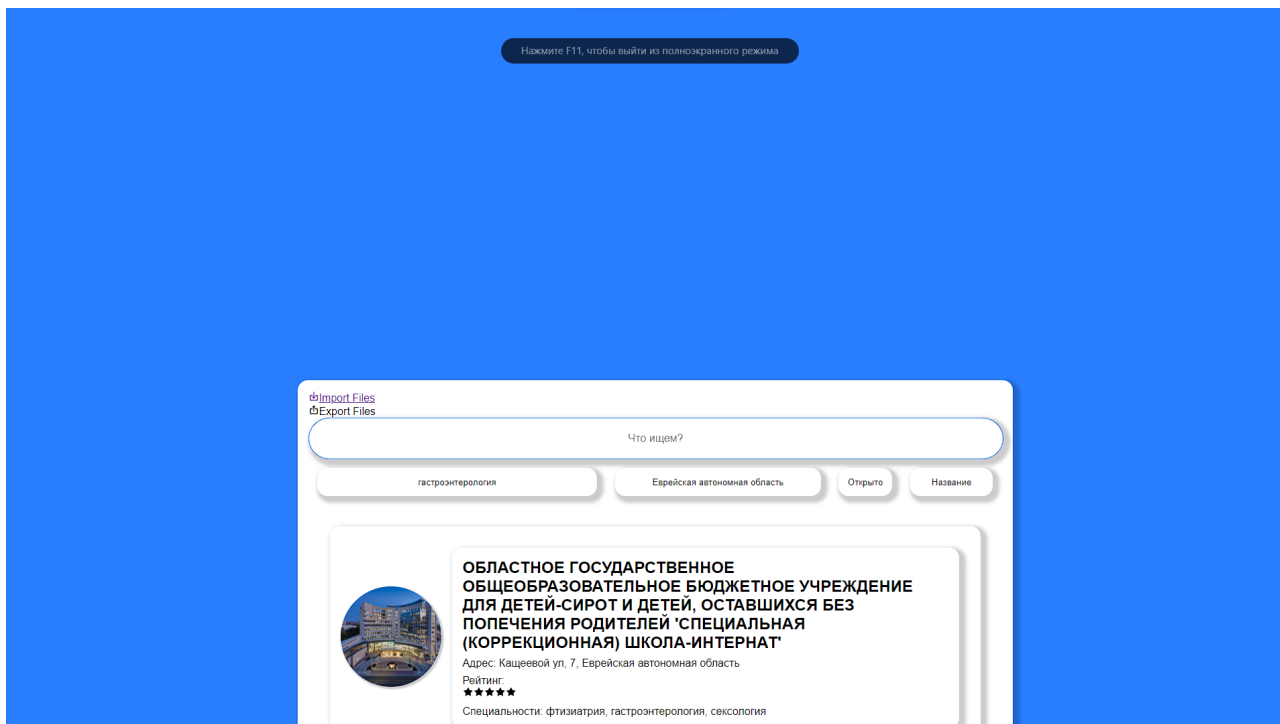 Нажмите F11, чтобы выйти из полноэкранного режима
Import Files
Export Files
Что ищем?
гастроэнтерология
Еврейская автономная область
Открыто
Название
ОБЛАСТНОЕ ГОСУДАРСТВЕННОЕ
ОБЩЕОБРАЗОВАТЕЛЬНОЕ БЮДЖЕТНОЕ УЧРЕЖДЕНИЕ
ДЛЯ ДЕТЕЙ-СИРОТ И ДЕТЕЙ, ОСТАВШИХСЯ БЕЗ
ПОПЕЧЕНИЯ РОДИТЕЛЕЙ 'СПЕЦИАЛЬНАЯ
(КОРРЕКЦИОННАЯ) ШКОЛА-ИНТЕРНАТ'
Адрес: Кащеевой ул, 7, Еврейская автономная область
Рейтинг:
Специальности: фтизиатрия, гастроэнтерология, сексология